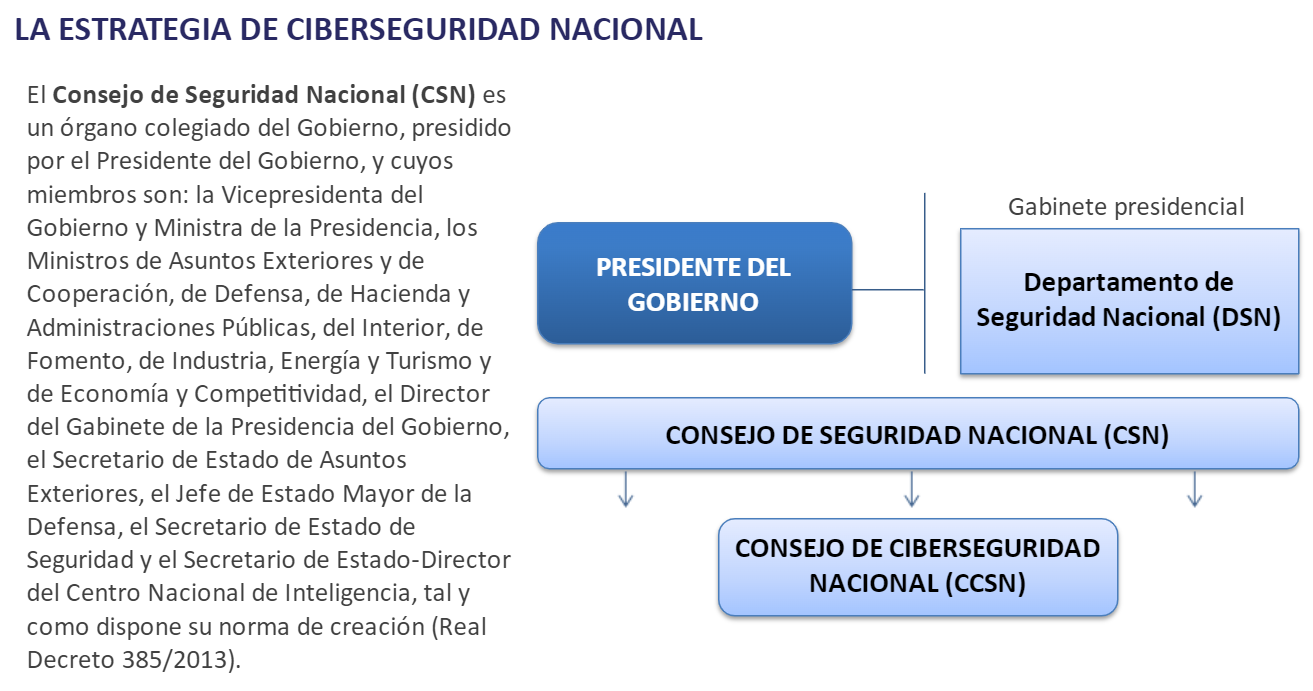 LA ESTRATEGIA DE CIBERSEGURIDAD NACIONAL
El Consejo de Seguridad Nacional (CSN) es
un órgano colegiado del Gobierno, presidido
por el Presidente del Gobierno, y cuyos
miembros son: la Vicepresidenta del
Gobierno y Ministra de la Presidencia, los
Ministros de Asuntos Exteriores y de
Cooperación, de Defensa, de Hacienda y
Administraciones Públicas, del Interior, de
Fomento, de Industria, Energía y Turismo y
de Economía y Competitividad, el Director
del Gabinete de la Presidencia del Gobierno,
el Secretario de Estado de Asuntos
Exteriores, el Jefe de Estado Mayor de la
Defensa, el Secretario de Estado de
Seguridad y el Secretario de Estado-Director
del Centro Nacional de Inteligencia, tal y
como dispone su norma de creación (Real
Decreto 385/2013).
PRESIDENTE DEL
GOBIERNO
Gabinete presidencial
Departamento de
Seguridad Nacional (DSN)
CONSEJO DE SEGURIDAD NACIONAL (CSN)
CONSEJO DE CIBERSEGURIDAD
NACIONAL (CCSN)